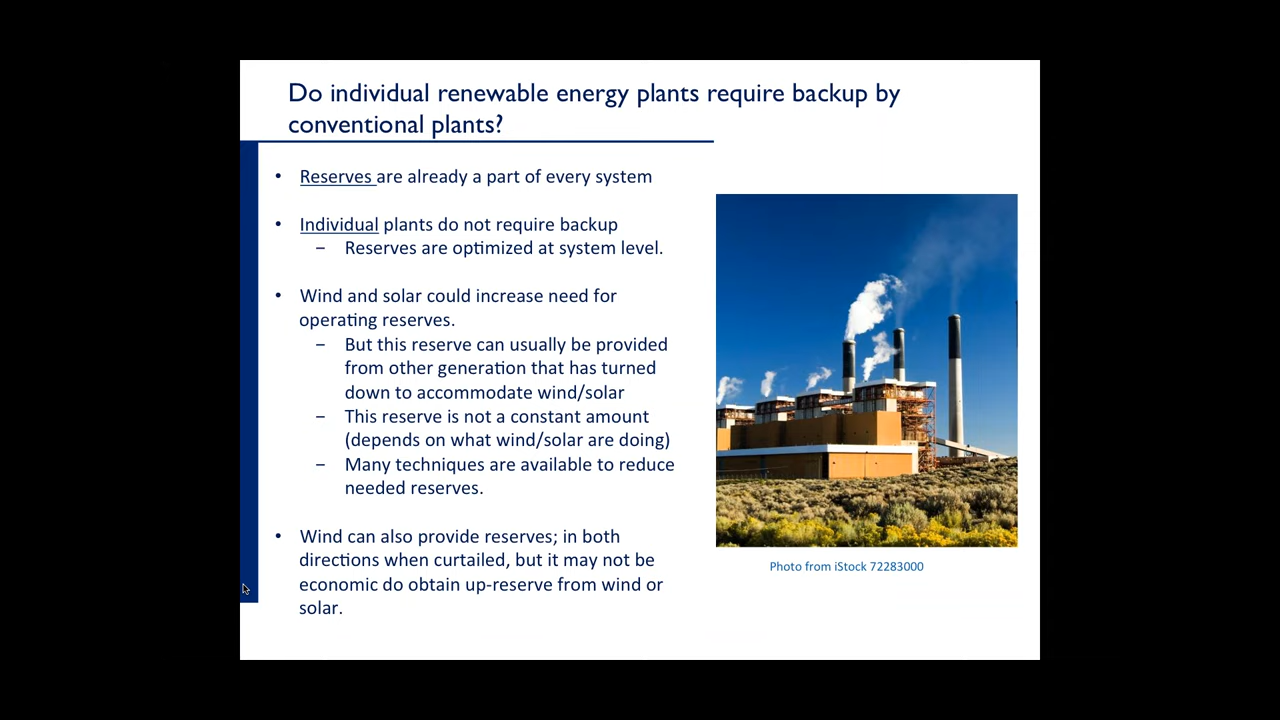 Do individual renewable energy plants require backup by
conventional plants?
• Reserves are already a part of every system
• Individual plants do not require backup
– Reserves are optimized at system level.
• Wind and solar could increase need for
operating reserves.
– But this reserve can usually be provided
from other generation that has turned
down to accommodate wind/solar
– This reserve is not a constant amount
(depends on what wind/solar are doing)
– Many techniques are available to reduce
needed reserves.
• Wind can also provide reserves; in both
directions when curtailed, but it may not be
economic do obtain up-reserve from wind or
solar.
Photo from iStock 72283000